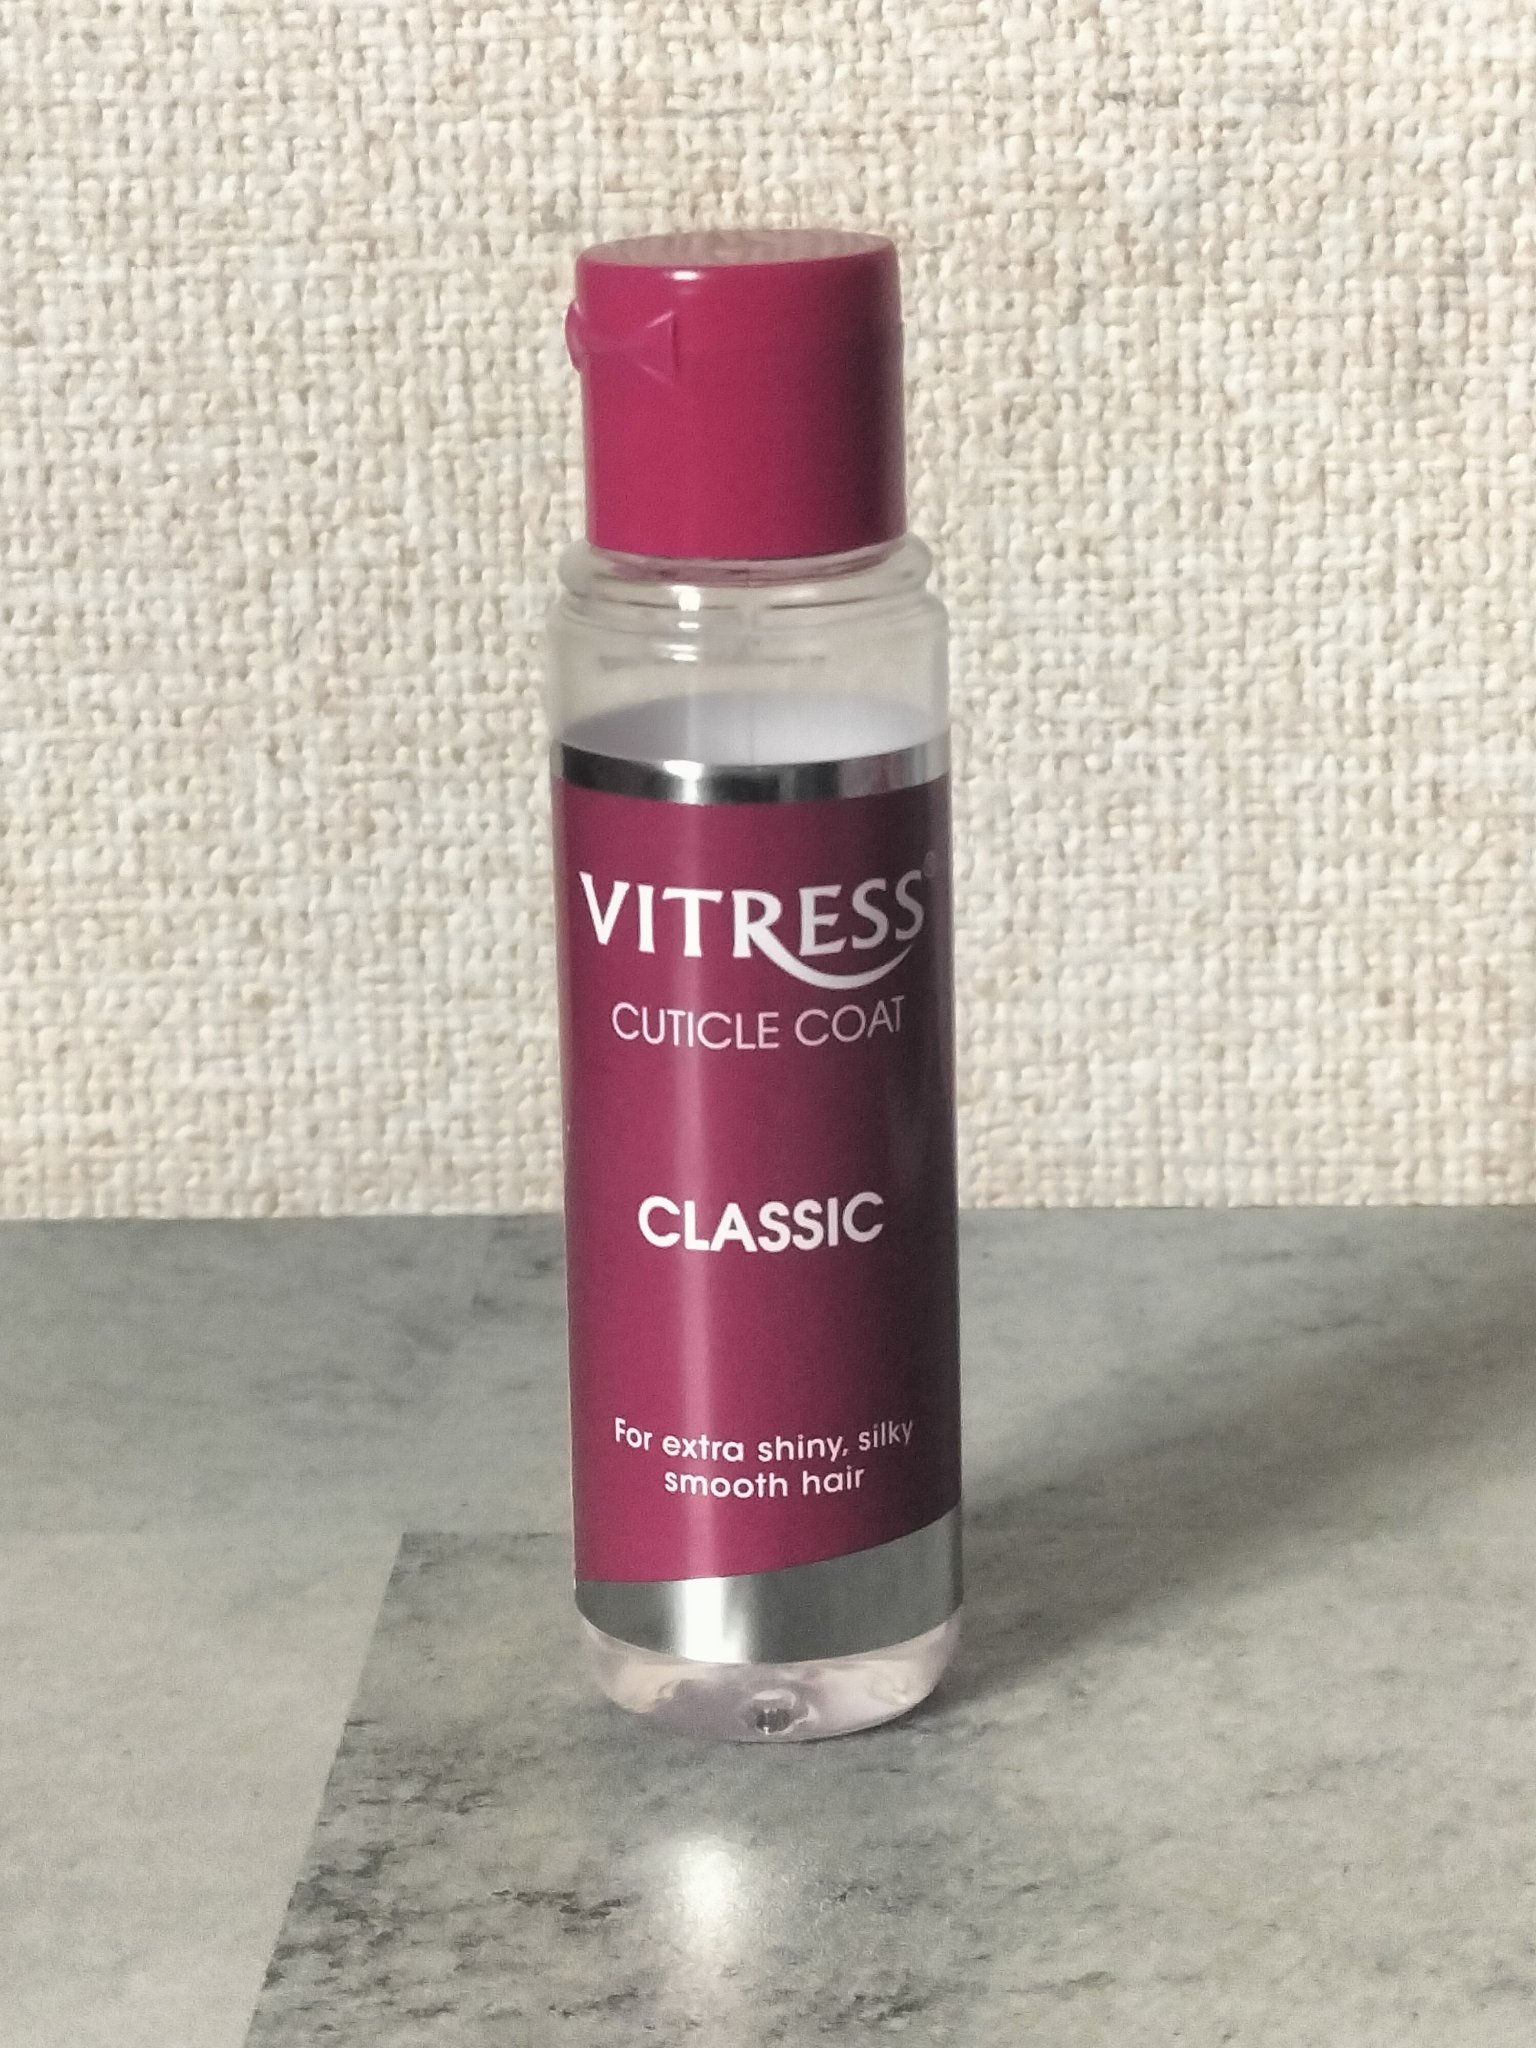 VITRESS®
CUTICLE COAT
CLASSIC
For extra shiny, silky
smooth hair